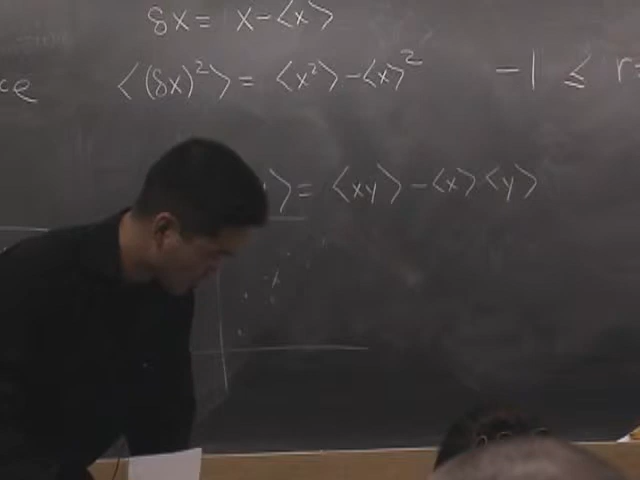 δx = x - ⟨x⟩
ce ⟨(δx)²⟩ = ⟨x²⟩ - ⟨x⟩² -1 ≤ r=
⟩ = ⟨xy⟩ - ⟨x⟩⟨y⟩